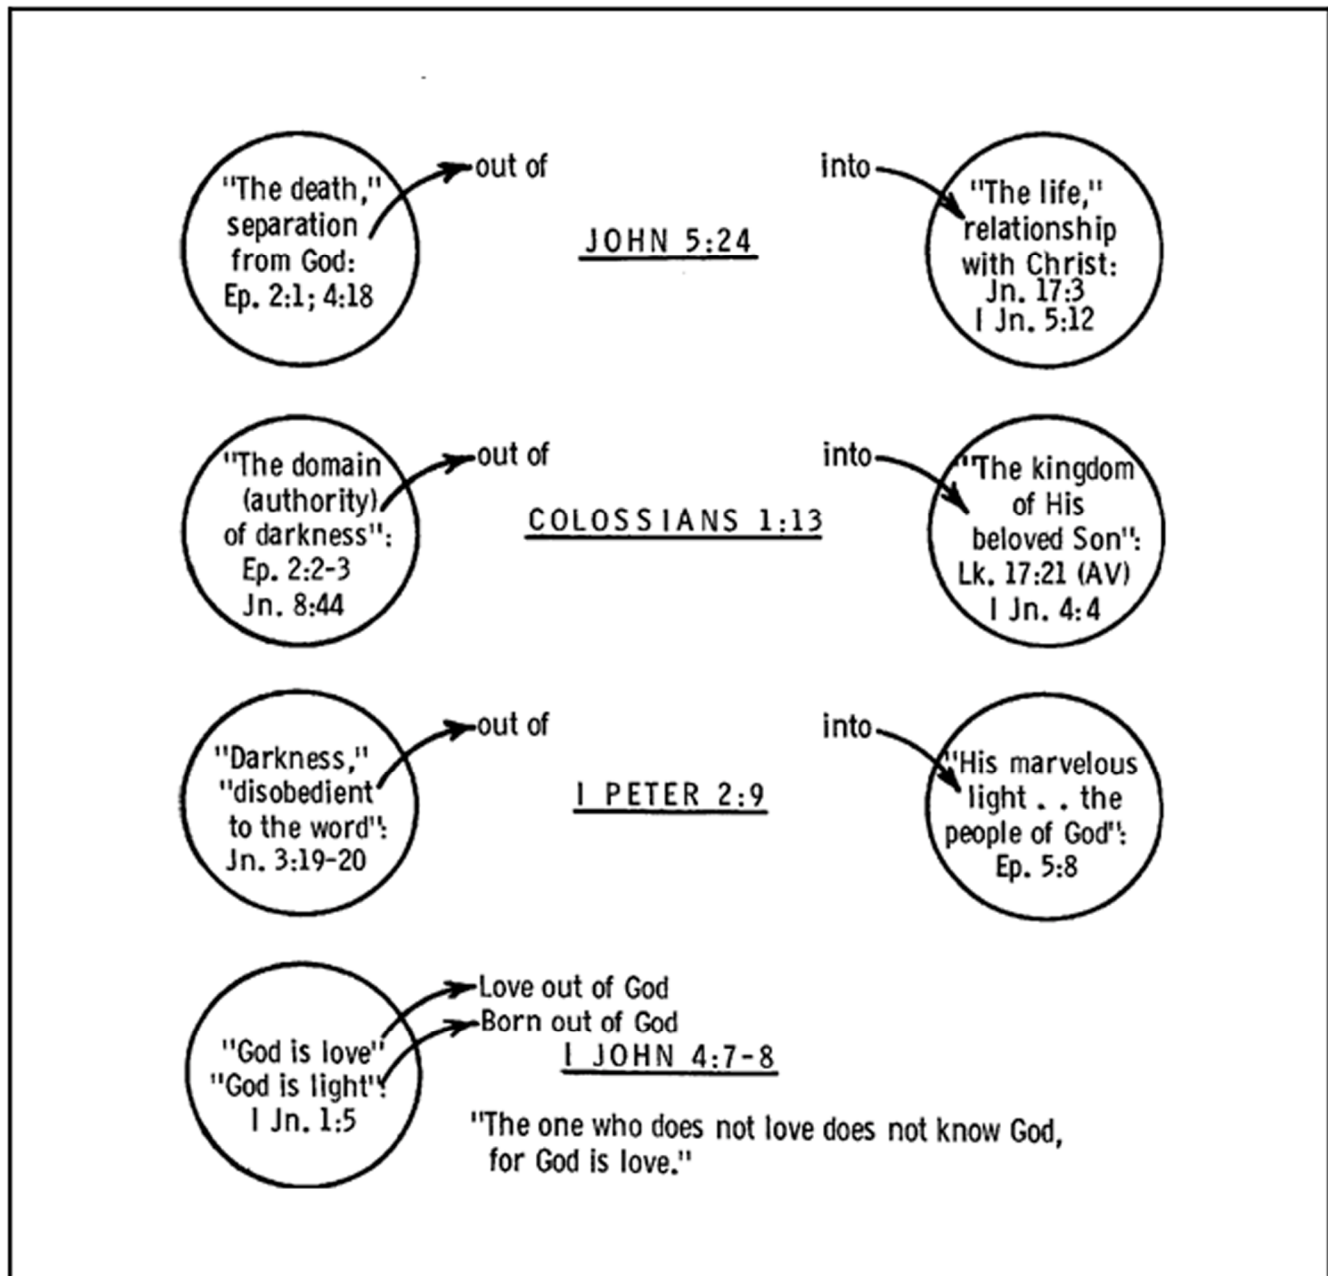 "The death,"
separation
from God:
Ep. 2:1; 4:18
out of
JOHN 5:24
into
"The life,"
relationship
with Christ:
Jn. 17:3
I Jn. 5:12
"The domain
(authority)
of darkness":
Ep. 2:2-3
Jn. 8:44
out of
COLOSSIANS 1:13
into
"The kingdom
of His
beloved Son":
Lk. 17:21 (AV)
I Jn. 4:4
"Darkness,"
"disobedient
to the word":
Jn. 3:19-20
out of
I PETER 2:9
into
"His marvelous
light . . the
people of God":
Ep. 5:8
"God is love"
"God is light":
I Jn. 1:5
Love out of God
Born out of God
I JOHN 4:7-8
"The one who does not love does not know God,
for God is love."